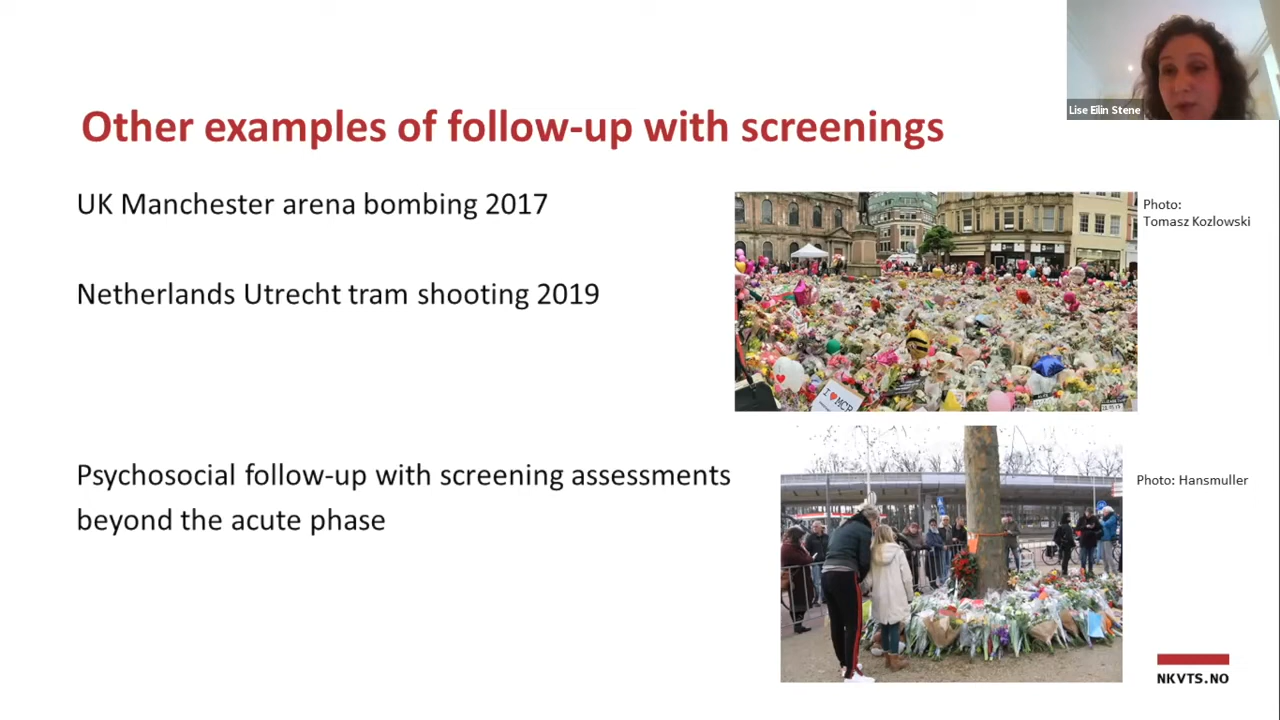 Lise Eilin Stene
Other examples of follow-up with screenings
UK Manchester arena bombing 2017
Netherlands Utrecht tram shooting 2019
Psychosocial follow-up with screening assessments
beyond the acute phase
Photo:
Tomasz Kozlowski
I ♥ MCR
Photo: Hansmuller
NKVTS.NO